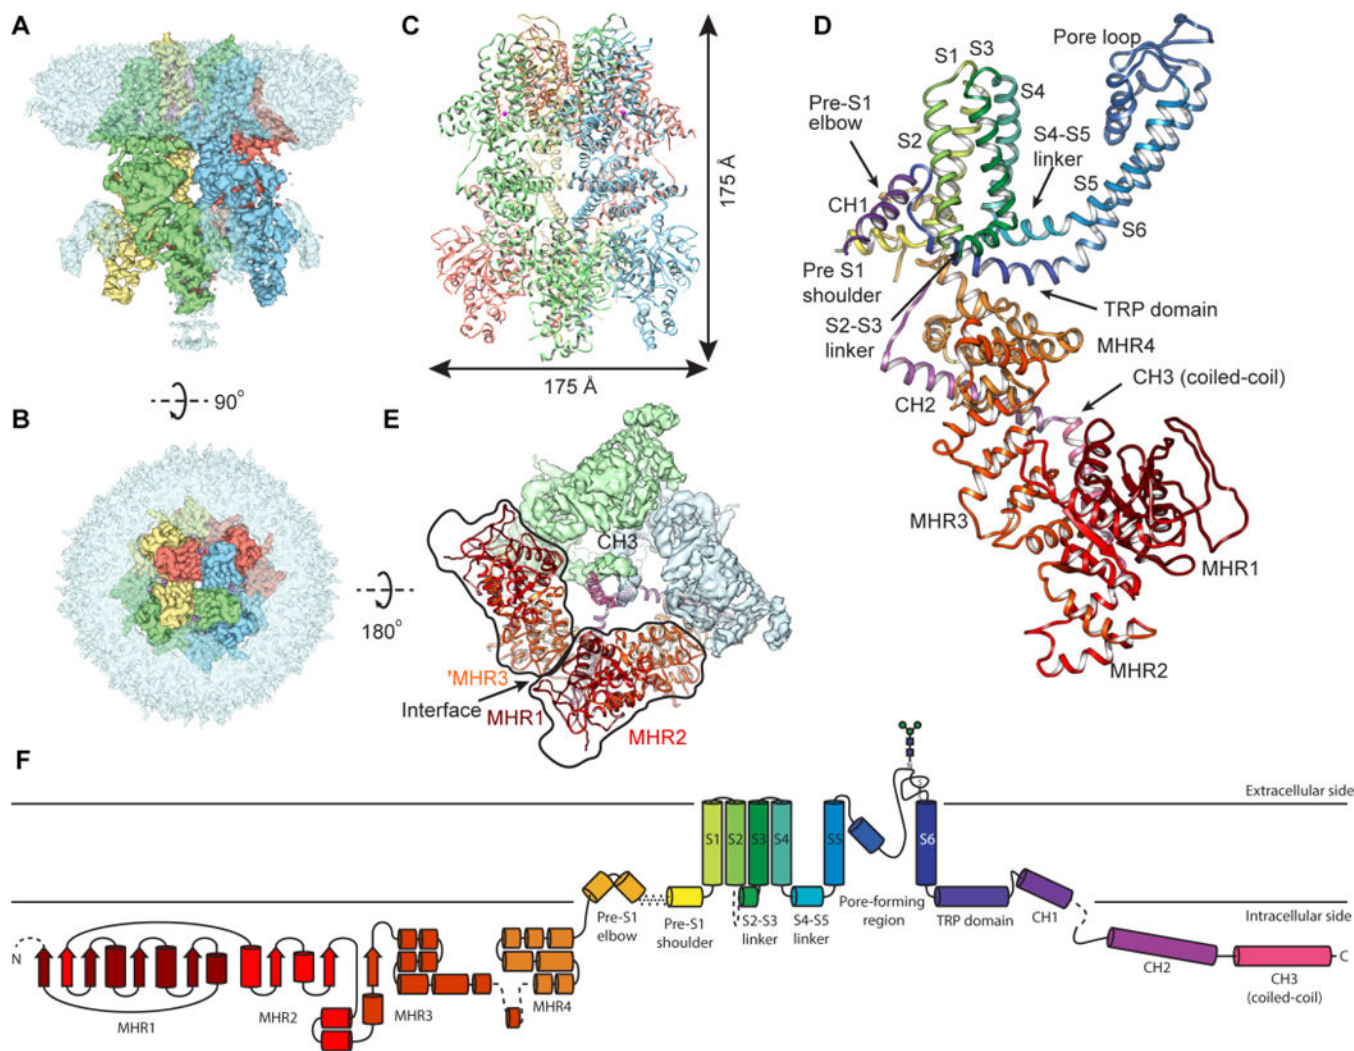 A
C
175 Å
175 Å
D
S1
S3
S4
Pore loop
Pre-S1
elbow
S2
S4-S5
linker
CH1
S5
S6
Pre S1
shoulder
S2-S3
linker
TRP domain
MHR4
CH2
CH3 (coiled-coil)
MHR3
MHR1
MHR2
90°
B
180°
E
CH3
'MHR3
Interface
MHR1
MHR2
F
Extracellular side
S1
S2
S3
S4
S5
S6
N
S
S
Pre-S1
elbow
Pre-S1
shoulder
S2-S3
linker
S4-S5
linker
Pore-forming
region
TRP domain
CH1
Intracellular side
N
MHR1
MHR2
MHR3
MHR4
CH2
CH3
(coiled-coil)
C